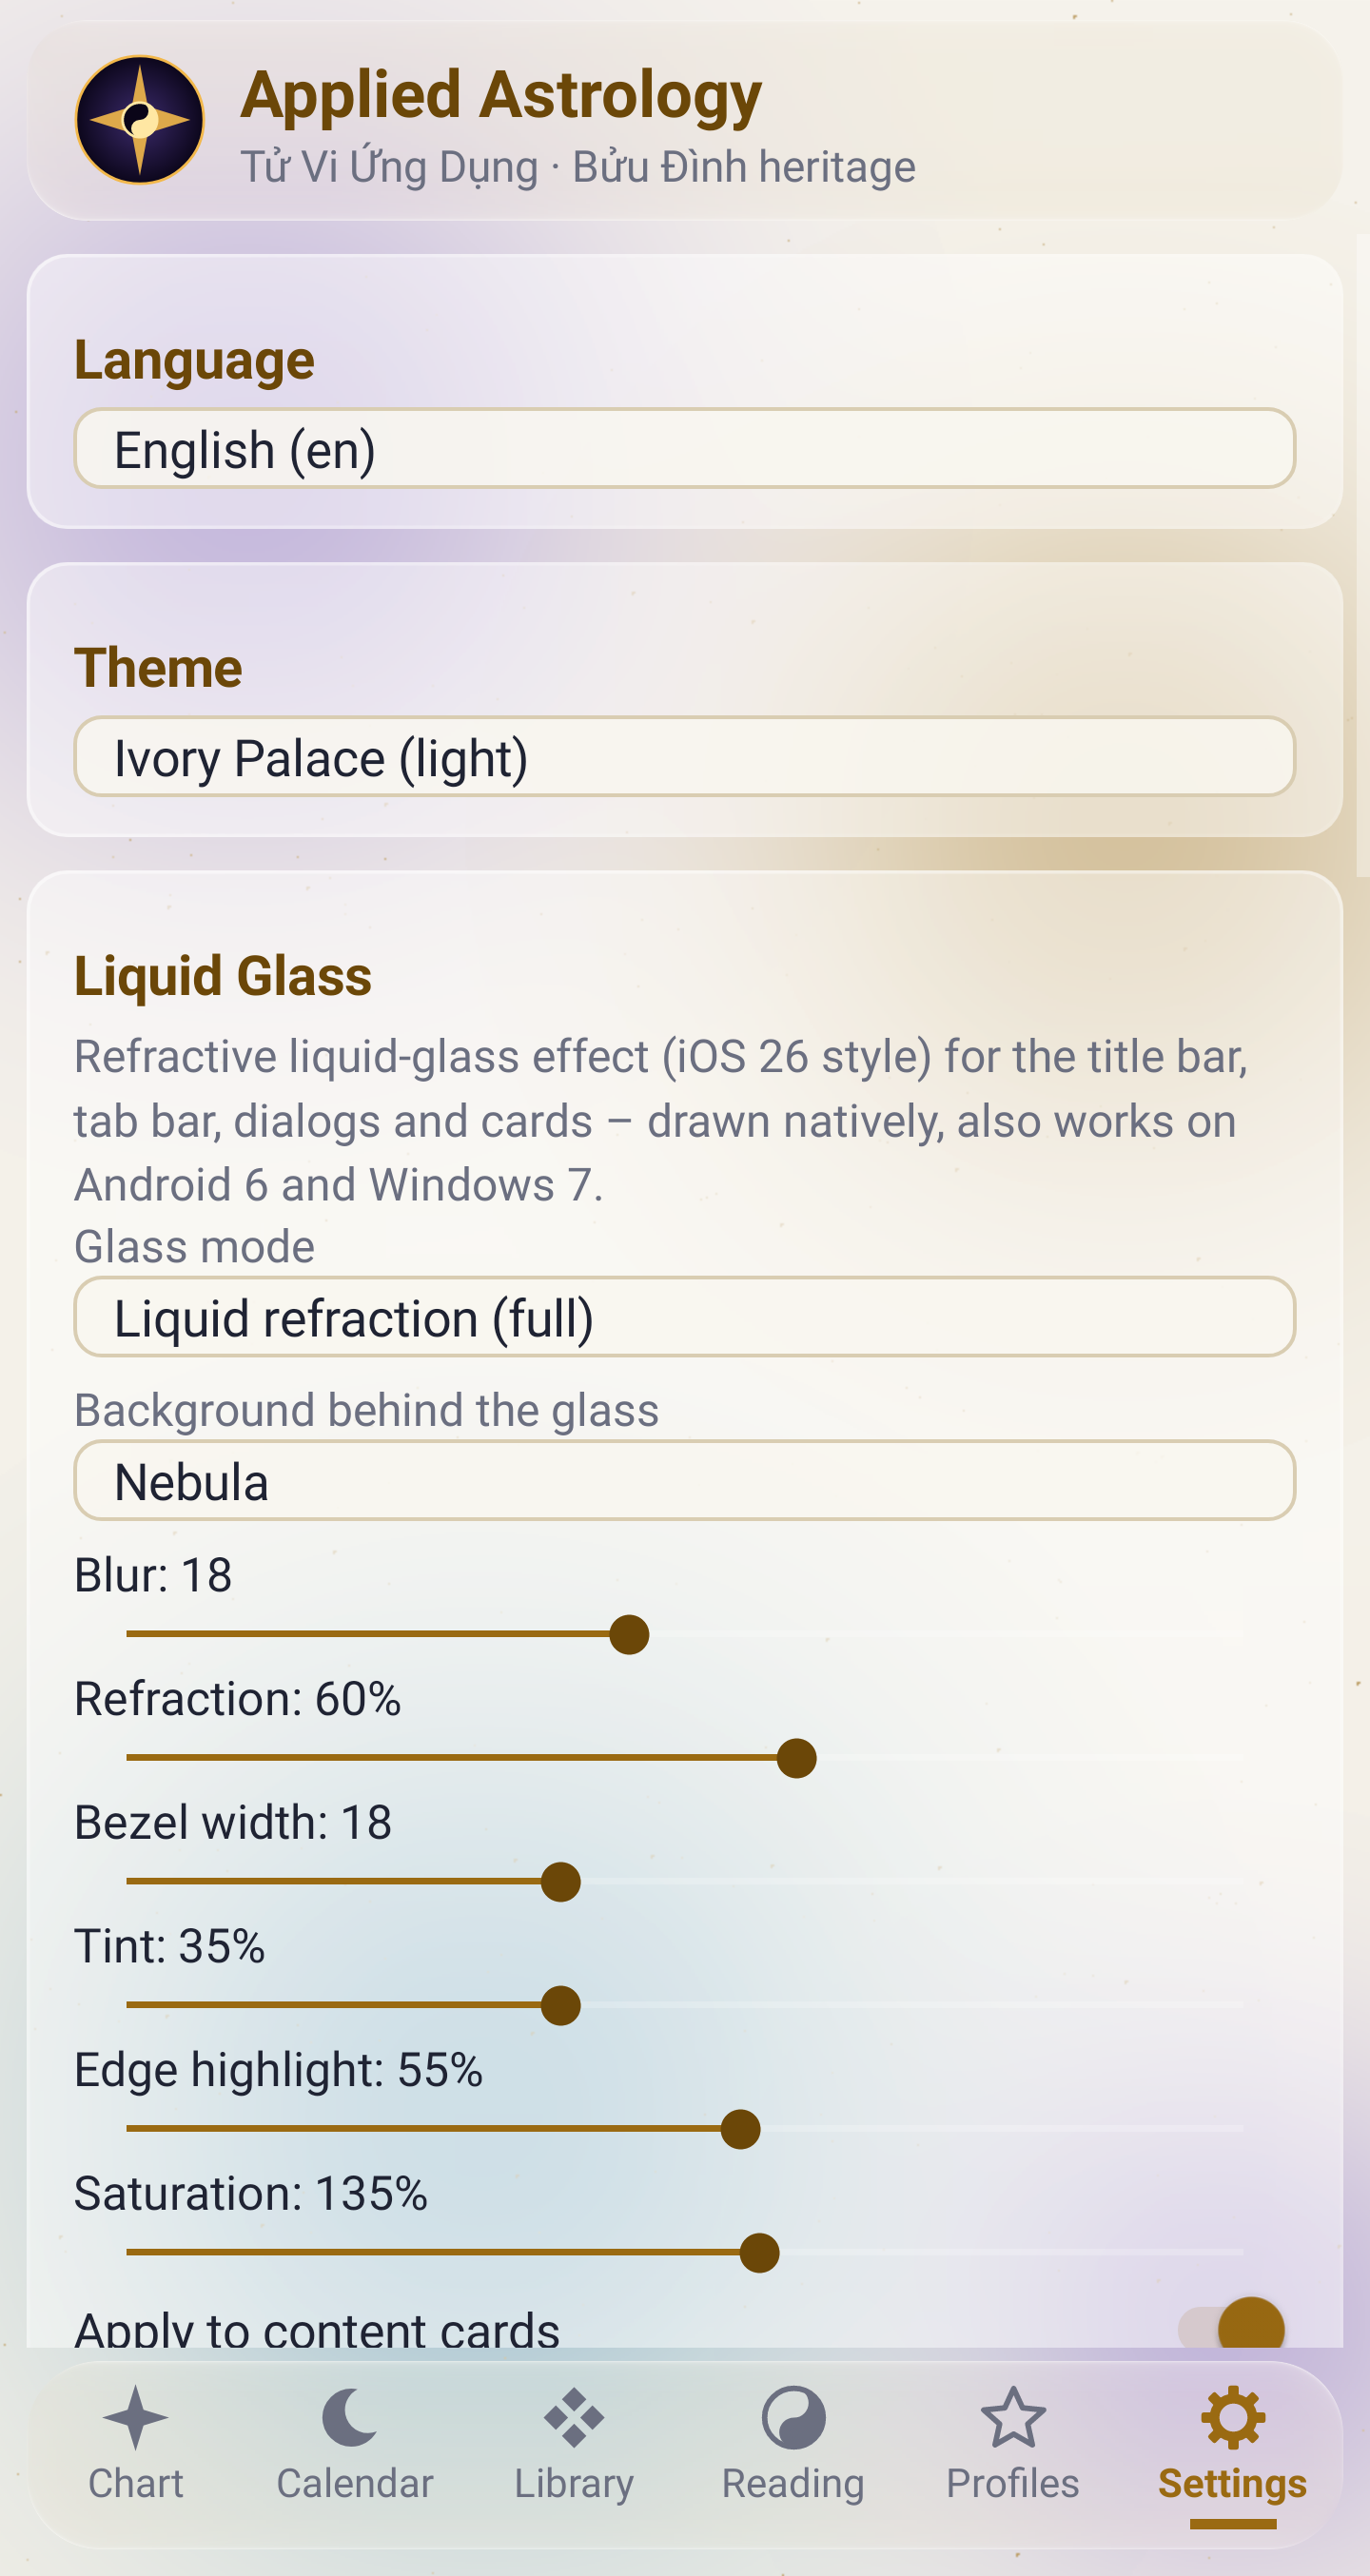 Applied Astrology
Tử Vi Ứng Dụng · Bửu Đình heritage
Language
English (en)
Theme
Ivory Palace (light)
Liquid Glass
Refractive liquid-glass effect (iOS 26 style) for the title bar,
tab bar, dialogs and cards – drawn natively, also works on
Android 6 and Windows 7.
Glass mode
Liquid refraction (full)
Background behind the glass
Nebula
Blur: 18
Refraction: 60%
Bezel width: 18
Tint: 35%
Edge highlight: 55%
Saturation: 135%
Apply to content cards
Chart Calendar Library Reading Profiles Settings